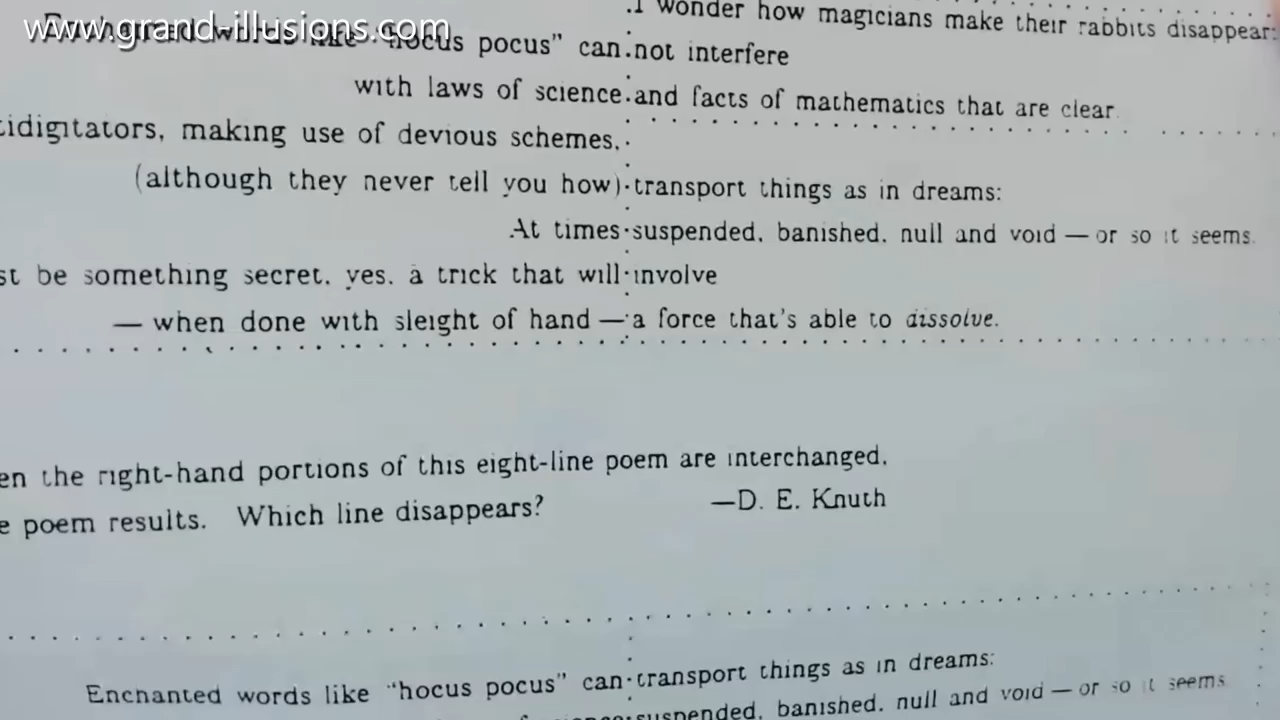 www.grand-illusions.com
I wonder how magicians make their rabbits disappear:
like "hocus pocus" can not interfere
with laws of science and facts of mathematics that are clear.
tidigitators, making use of devious schemes,
(although they never tell you how) transport things as in dreams:
At times suspended, banished, null and void — or so it seems.
st be something secret, yes, a trick that will involve
— when done with sleight of hand — a force that's able to dissolve.
en the right-hand portions of this eight-line poem are interchanged,
e poem results. Which line disappears? —D. E. Knuth
Enchanted words like "hocus pocus" can transport things as in dreams:
suspended, banished, null and void — or so it seems.